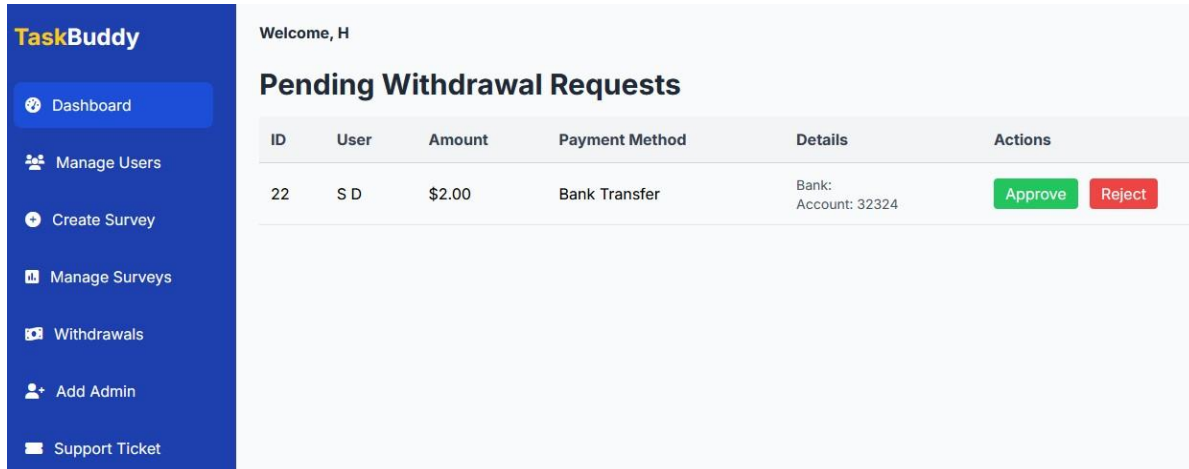 TaskBuddy
Dashboard
Manage Users
Create Survey
Manage Surveys
Withdrawals
Add Admin
Support Ticket
Welcome, H
Pending Withdrawal Requests
ID User Amount Payment Method Details Actions
22 S D $2.00 Bank Transfer Bank: Approve Reject
Account: 32324